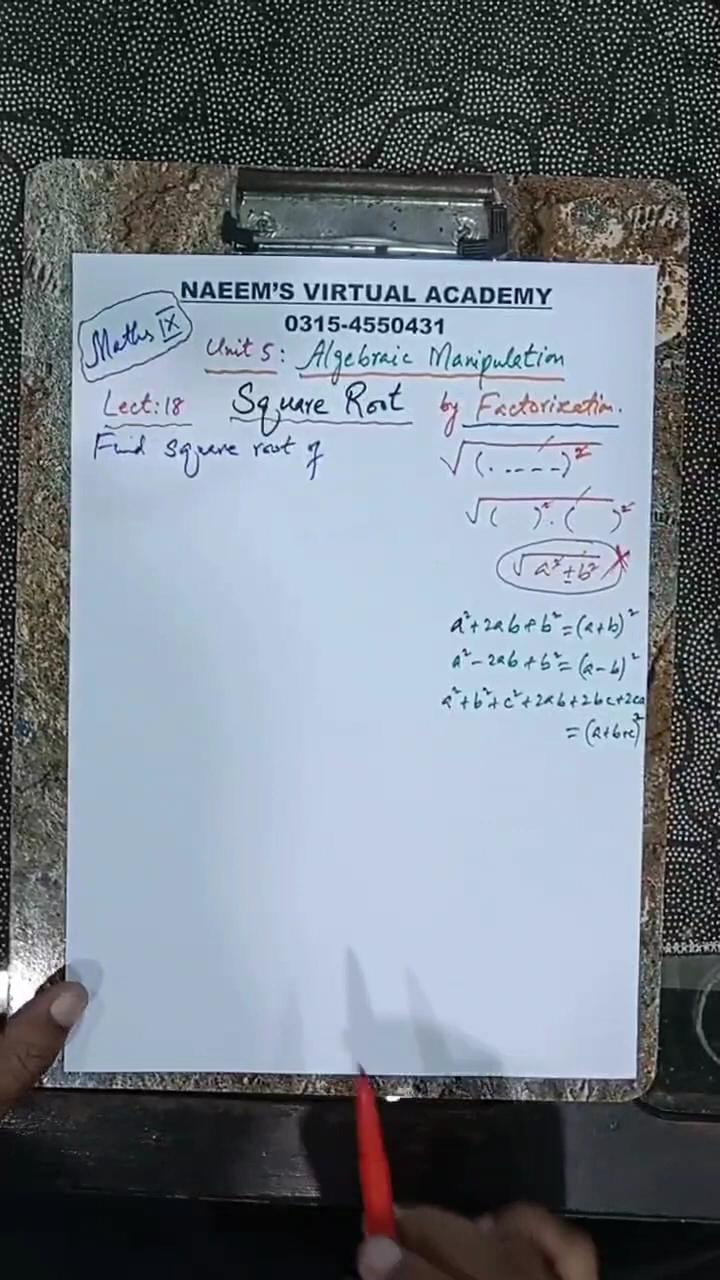 NAEEM'S VIRTUAL ACADEMY
0315-4550431
Maths IX
Unit 5: Algebraic Manipulation
Lect: 18 Square Root by Factorization.
Find square root of
√(.....)²
√( )².( )²
√a²±b²
a²+2ab+b²=(a+b)²
a²-2ab+b²=(a-b)²
a²+b²+c²+2ab+2bc+2ca
=(a+b+c)²